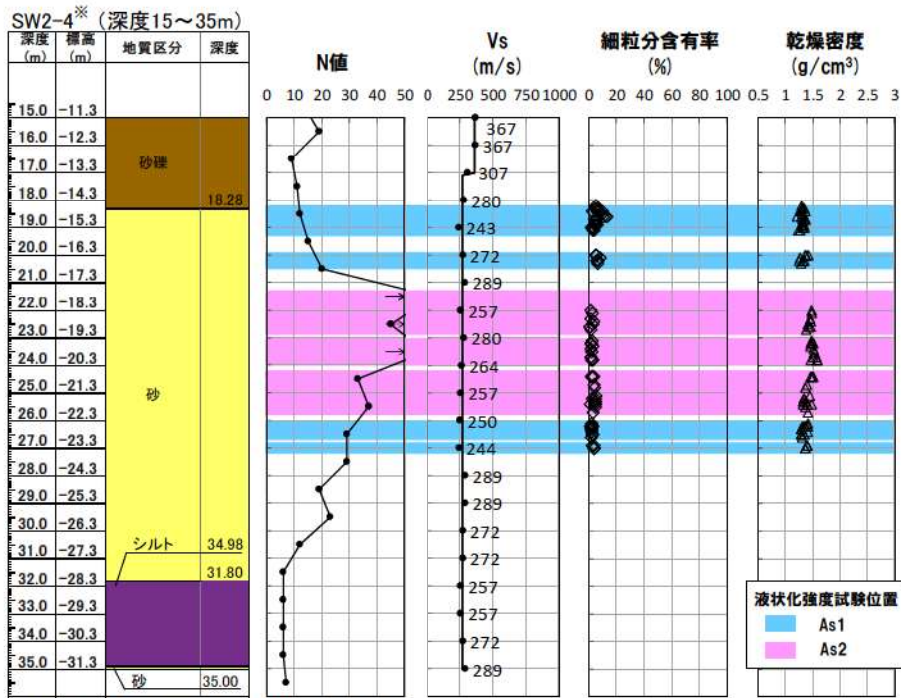 SW2-4※(深度15~35m)
深度 標高 地質区分 深度
(m) (m)
N値
Vs
(m/s)
細粒分含有率
(%)
乾燥密度
(g/cm³)
0 10 20 30 40 50
0 250 500 750 1000
0 20 40 60 80 100
0.5 1 1.5 2 2.5 3
15.0 -11.3
16.0 -12.3
17.0 -13.3
18.0 -14.3
19.0 -15.3
20.0 -16.3
21.0 -17.3
22.0 -18.3
23.0 -19.3
24.0 -20.3
25.0 -21.3
26.0 -22.3
27.0 -23.3
28.0 -24.3
29.0 -25.3
30.0 -26.3
31.0 -27.3
32.0 -28.3
33.0 -29.3
34.0 -30.3
35.0 -31.3
砂礫
18.28
砂
シルト 34.98
31.80
砂 35.00
367
367
307
280
243
272
289
257
280
264
257
250
244
289
289
272
272
257
257
272
289
液状化強度試験位置
As1
As2